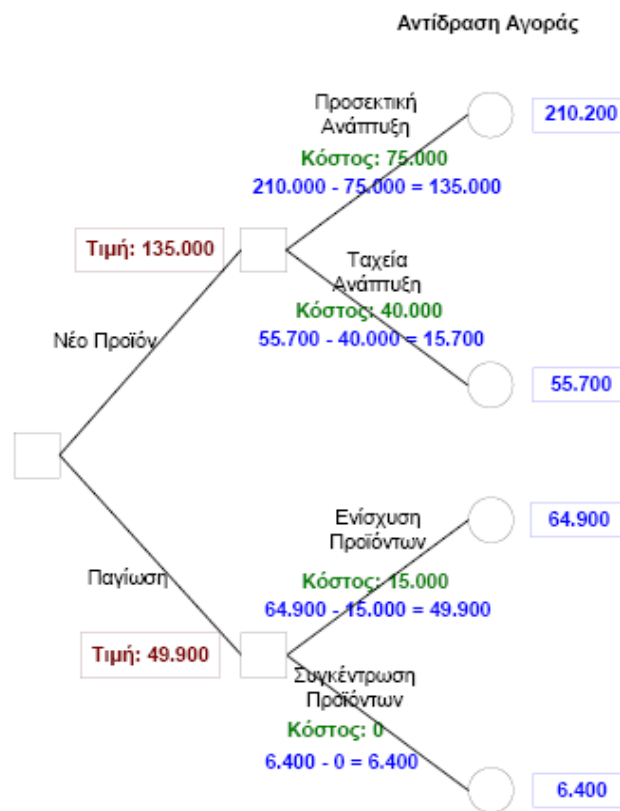 Αντίδραση Αγοράς
Προσεκτική
Ανάπτυξη
210.200
Κόστος: 75.000
210.000 - 75.000 = 135.000
Τιμή: 135.000
Ταχεία
Ανάπτυξη
Κόστος: 40.000
55.700 - 40.000 = 15.700
Νέο Προϊόν
55.700
Ενίσχυση
Προϊόντων
64.900
Παγίωση
Κόστος: 15.000
64.900 - 15.000 = 49.900
Τιμή: 49.900
Συγκέντρωση
Προϊόντων
Κόστος: 0
6.400 - 0 = 6.400
6.400